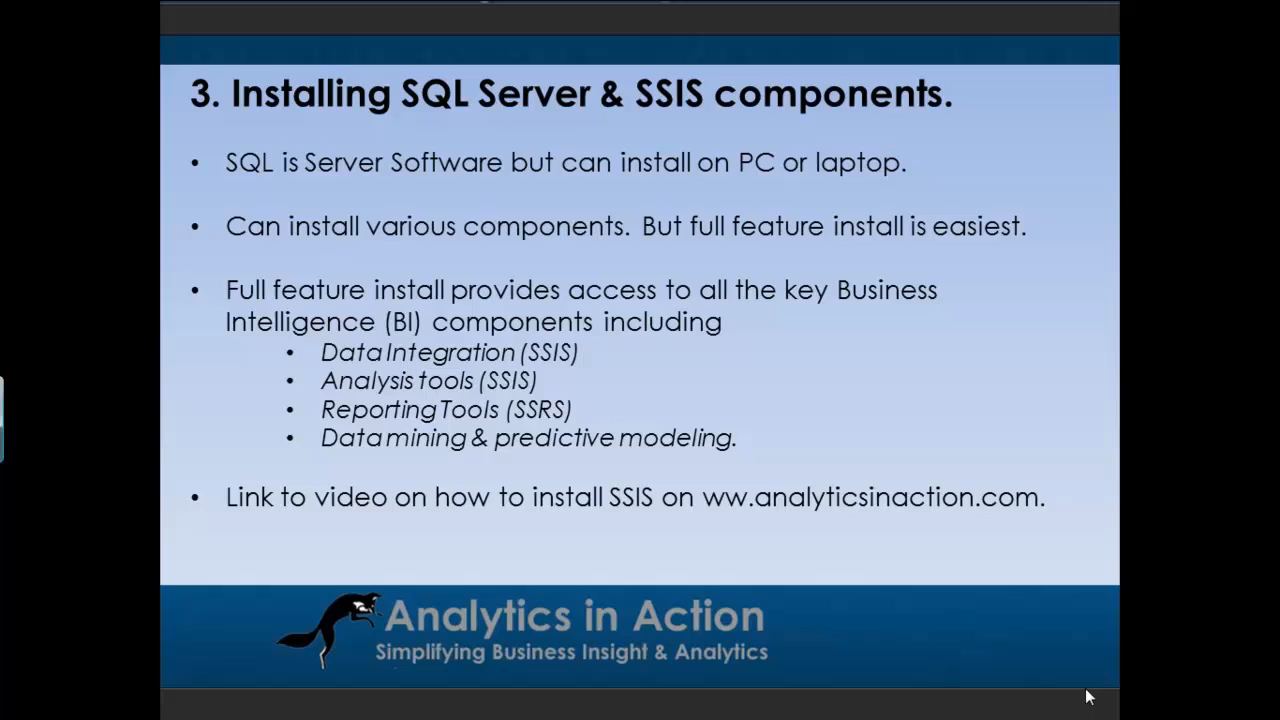 3. Installing SQL Server & SSIS components.
• SQL is Server Software but can install on PC or laptop.
• Can install various components. But full feature install is easiest.
• Full feature install provides access to all the key Business
Intelligence (BI) components including
• Data Integration (SSIS)
• Analysis tools (SSIS)
• Reporting Tools (SSRS)
• Data mining & predictive modeling.
• Link to video on how to install SSIS on ww.analyticsinaction.com.
Analytics in Action
Simplifying Business Insight & Analytics